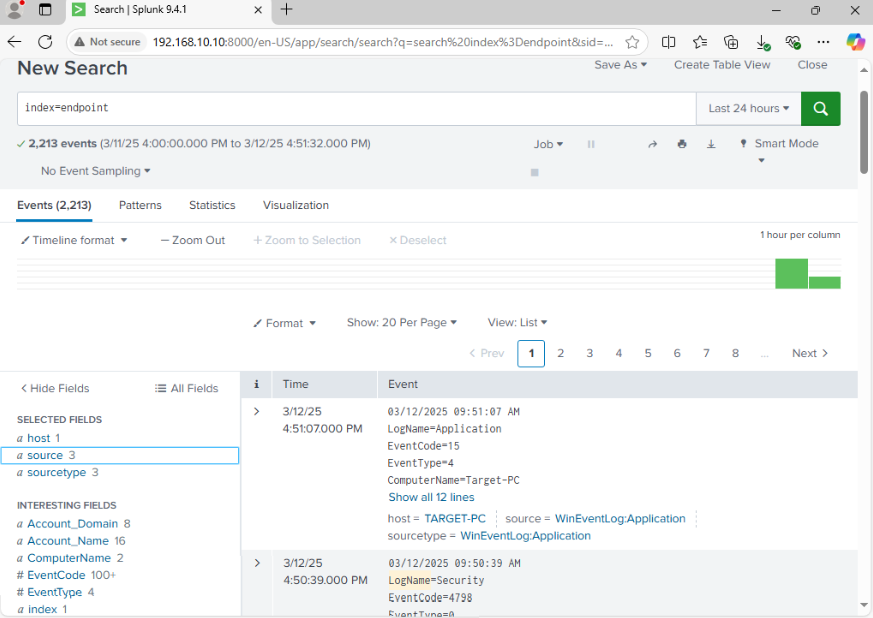 Search | Splunk 9.4.1
Not secure 192.168.10.10:8000/en-US/app/search/search?q=search%20index%3Dendpoint&sid=...
New Search
Save As
Create Table View
Close
index=endpoint
Last 24 hours
2,213 events (3/11/25 4:00:00.000 PM to 3/12/25 4:51:32.000 PM)
Job
Smart Mode
No Event Sampling
Events (2,213)
Patterns
Statistics
Visualization
Timeline format
— Zoom Out
+ Zoom to Selection
× Deselect
1 hour per column
Format
Show: 20 Per Page
View: List
< Prev 1 2 3 4 5 6 7 8 ... Next >
< Hide Fields
All Fields
i
Time
Event
SELECTED FIELDS
a host 1
a source 3
a sourcetype 3
INTERESTING FIELDS
a Account_Domain 8
a Account_Name 16
a ComputerName 2
# EventCode 100+
# EventType 4
a index 1
> 3/12/25
4:51:07.000 PM
03/12/2025 09:51:07 AM
LogName=Application
EventCode=15
EventType=4
ComputerName=Target-PC
Show all 12 lines
host = TARGET-PC source = WinEventLog:Application
sourcetype = WinEventLog:Application
> 3/12/25
4:50:39.000 PM
03/12/2025 09:50:39 AM
LogName=Security
EventCode=4798
EventType=0